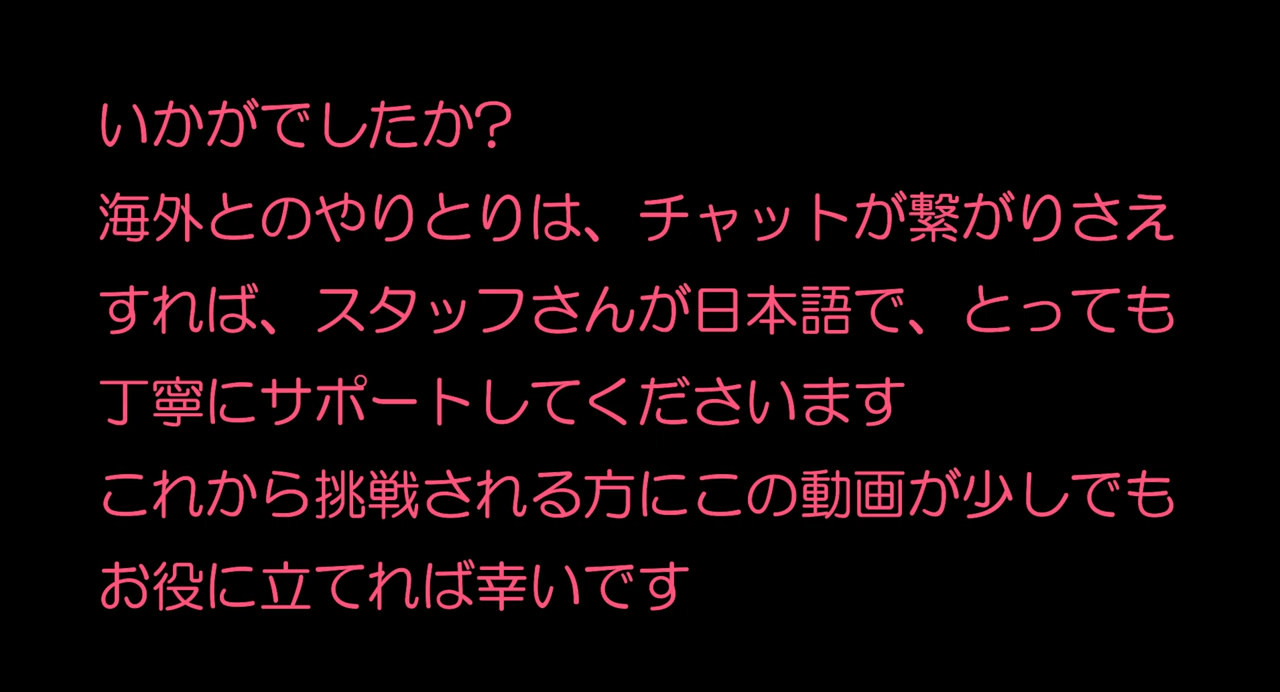 いかがでしたか?
海外とのやりとりは、チャットが繋がりさえ
すれば、スタッフさんが日本語で、とっても
丁寧にサポートしてくださいます
これから挑戦される方にこの動画が少しでも
お役に立てれば幸いです